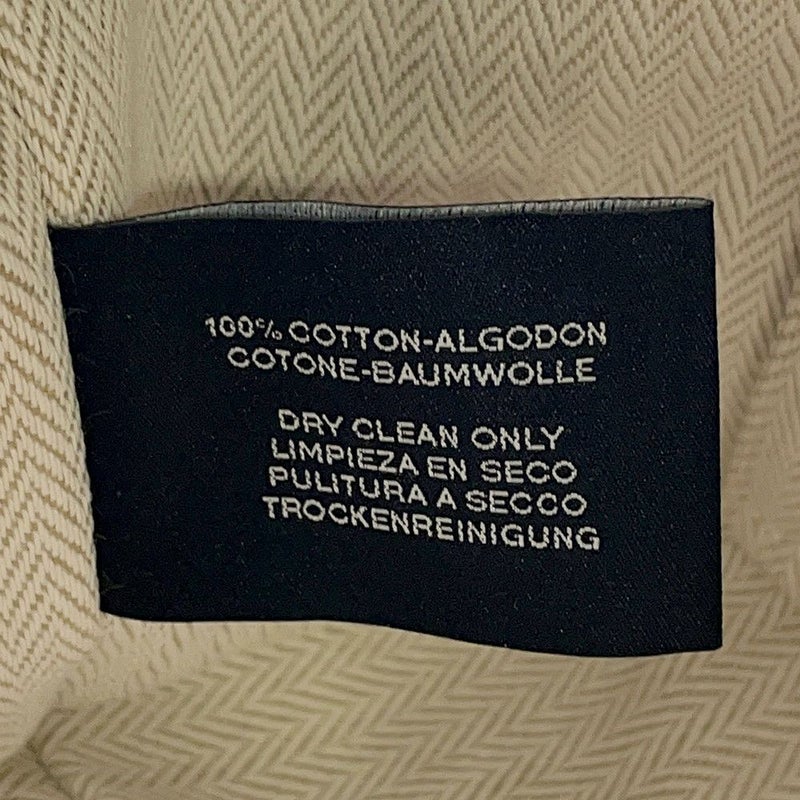 100% COTTON-ALGODON
COTONE-BAUMWOLLE
DRY CLEAN ONLY
LIMPIEZA EN SECO
PULITURA A SECCO
TROCKENREINIGUNG